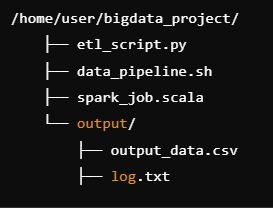 /home/user/bigdata_project/
├── etl_script.py
├── data_pipeline.sh
├── spark_job.scala
└── output/
├── output_data.csv
├── log.txt